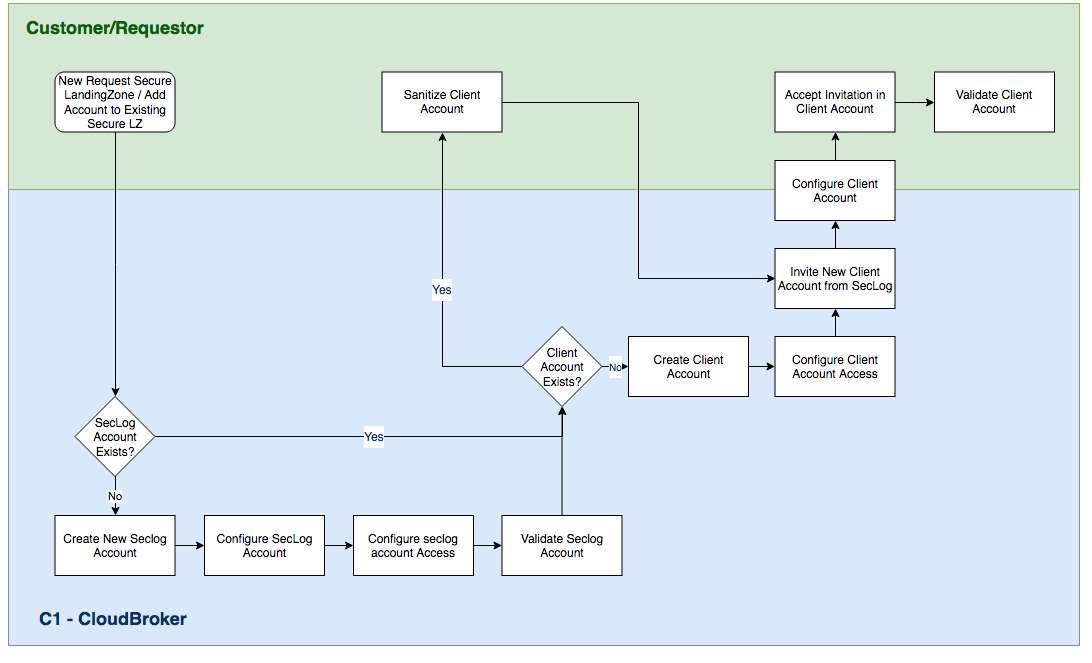 Customer/Requestor
New Request Secure
LandingZone / Add
Account to Existing
Secure LZ
Sanitize Client
Account
Accept Invitation in
Client Account
Validate Client
Account
Configure Client
Account
Invite New Client
Account from SecLog
Yes
Client
Account
Exists?
No
Create Client
Account
Configure Client
Account Access
SecLog
Account
Exists?
Yes
No
Create New Seclog
Account
Configure SecLog
Account
Configure seclog
account Access
Validate Seclog
Account
C1 - CloudBroker